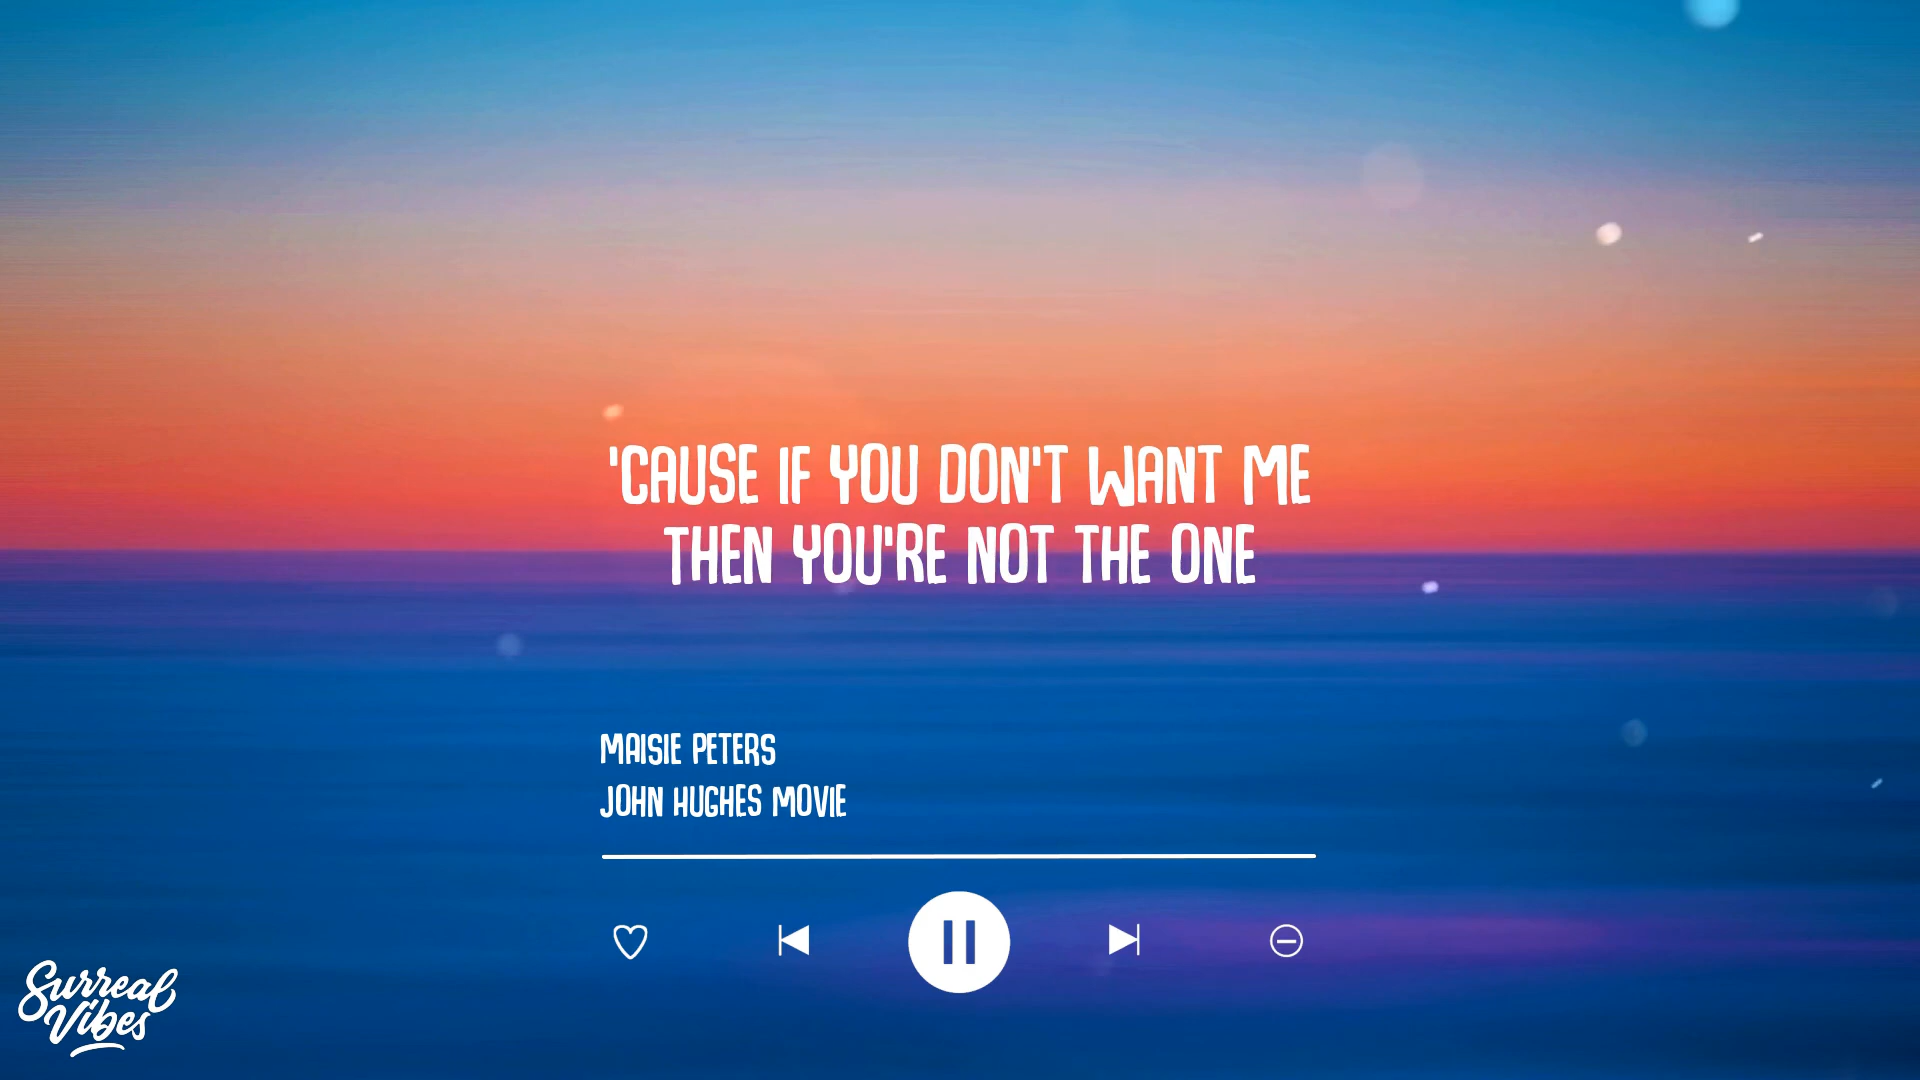 'CAUSE IF YOU DON'T WANT ME
THEN YOU'RE NOT THE ONE
MAISIE PETERS
JOHN HUGHES MOVIE
Surreal
Vibes